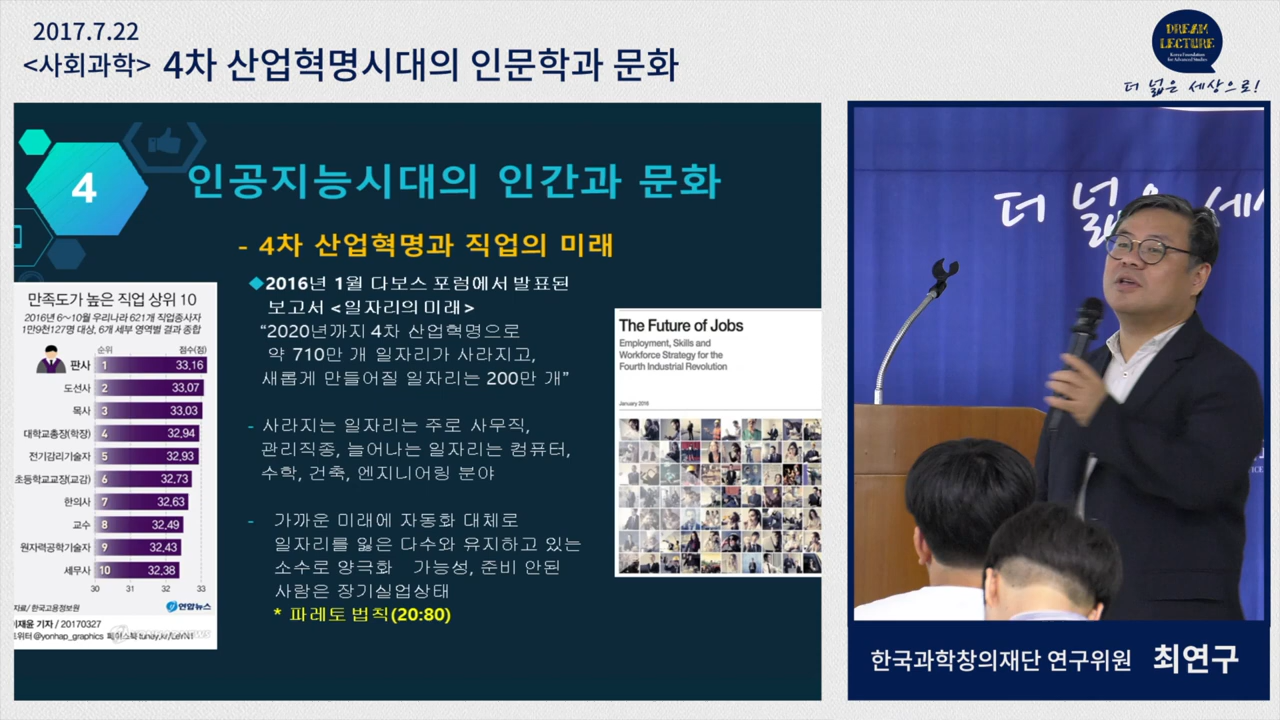 2017.7.22
<사회과학> 4차 산업혁명시대의 인문학과 문화
DREAM
LECTURE
Korea Foundation
for Advanced Studies
더 넓은 세상으로!
4
인공지능시대의 인간과 문화
- 4차 산업혁명과 직업의 미래
◆2016년 1월 다보스 포럼에서 발표된
보고서 <일자리의 미래>
“2020년까지 4차 산업혁명으로
약 710만 개 일자리가 사라지고,
새롭게 만들어질 일자리는 200만 개”
- 사라지는 일자리는 주로 사무직,
관리직종, 늘어나는 일자리는 컴퓨터,
수학, 건축, 엔지니어링 분야
- 가까운 미래에 자동화 대체로
일자리를 잃은 다수와 유지하고 있는
소수로 양극화 가능성, 준비 안된
사람은 장기실업상태
* 파레토 법칙(20:80)
만족도가 높은 직업 상위 10
2016년 6~10월 우리나라 621개 직업종사자
1만9천127명 대상, 6개 세부 영역별 결과 종합
순위 점수(점)
판사 1 33,16
도선사 2 33,07
목사 3 33,03
대학교총장(학장) 4 32,94
전기감리기술자 5 32,93
초등학교교장(교감) 6 32,73
한의사 7 32,63
교수 8 32,49
원자력공학기술자 9 32,43
세무사 10 32,38
30 31 32 33
자료/ 한국고용정보원
연합뉴스
이재윤 기자 / 20170327
@yonhap_graphics
The Future of Jobs
Employment, Skills and
Workforce Strategy for the
Fourth Industrial Revolution
January 2016
더 넓은 세
한국과학창의재단 연구위원 최연구